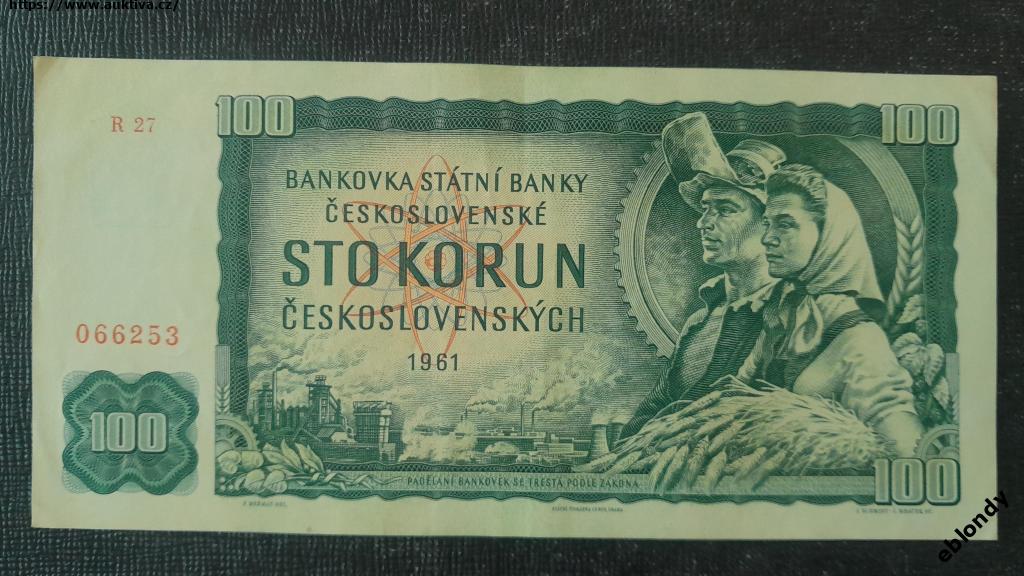 https://www.auktiva.cz/
100
100
R 27
BANKOVKA STÁTNÍ BANKY
ČESKOSLOVENSKÉ
STO KORUN
ČESKOSLOVENSKÝCH
066253
1961
100
100
PADĚLÁNÍ BANKOVEK SE TRESTÁ PODLE ZÁKONA
eblondy